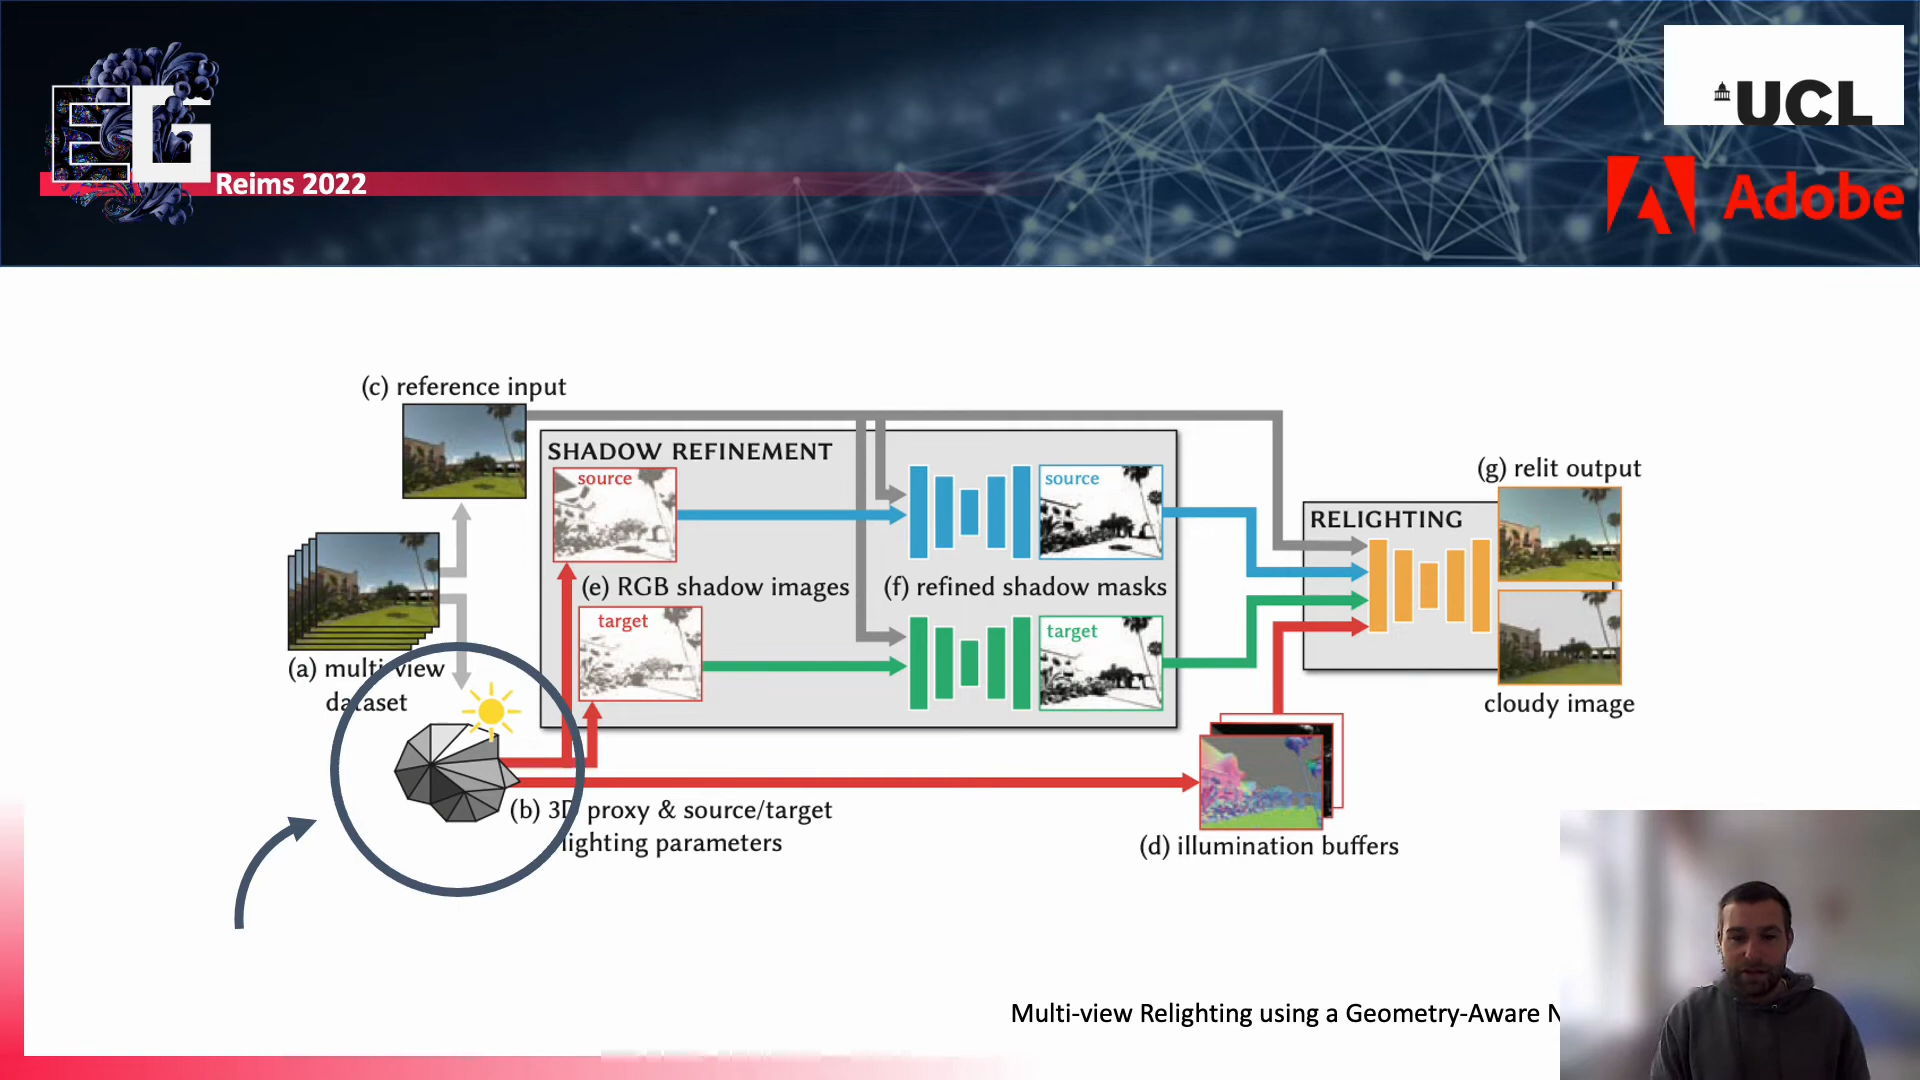 EG
Reims 2022
UCL
Adobe
(c) reference input
SHADOW REFINEMENT
source
source
(g) relit output
RELIGHTING
(e) RGB shadow images
(f) refined shadow masks
target
target
(a) multi-view
dataset
cloudy image
(b) 3D proxy & source/target
lighting parameters
(d) illumination buffers
Multi-view Relighting using a Geometry-Aware N